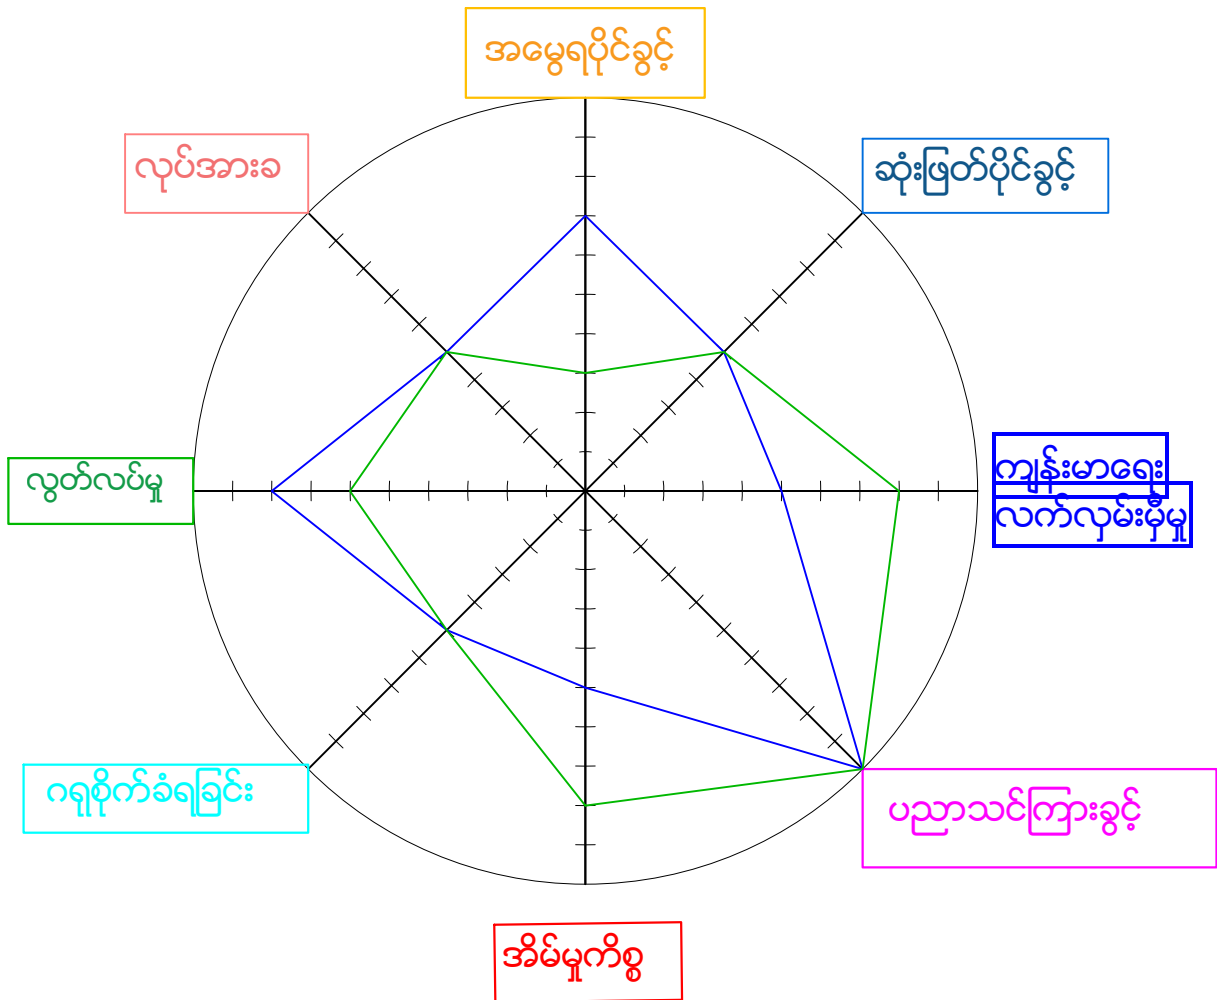 အမွေရပိုင်ခွင့်
လုပ်အားခ
ဆုံးဖြတ်ပိုင်ခွင့်
လွတ်လပ်မှု
ကျန်းမာရေး
လက်လှမ်းမှီမှု
ဂရုစိုက်ခံရခြင်း
ပညာသင်ကြားခွင့်
အိမ်မှုကိစ္စ